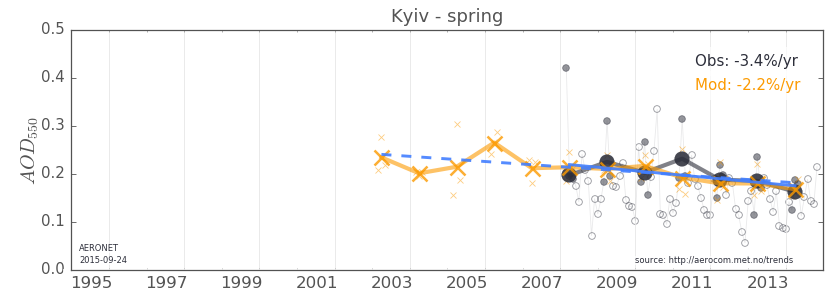 Kyiv - spring
0.5
0.4
0.3
0.2
0.1
0.0
AOD550
Obs: -3.4%/yr
Mod: -2.2%/yr
AERONET
2015-09-24
source: http://aerocom.met.no/trends
1995 1997 1999 2001 2003 2005 2007 2009 2011 2013